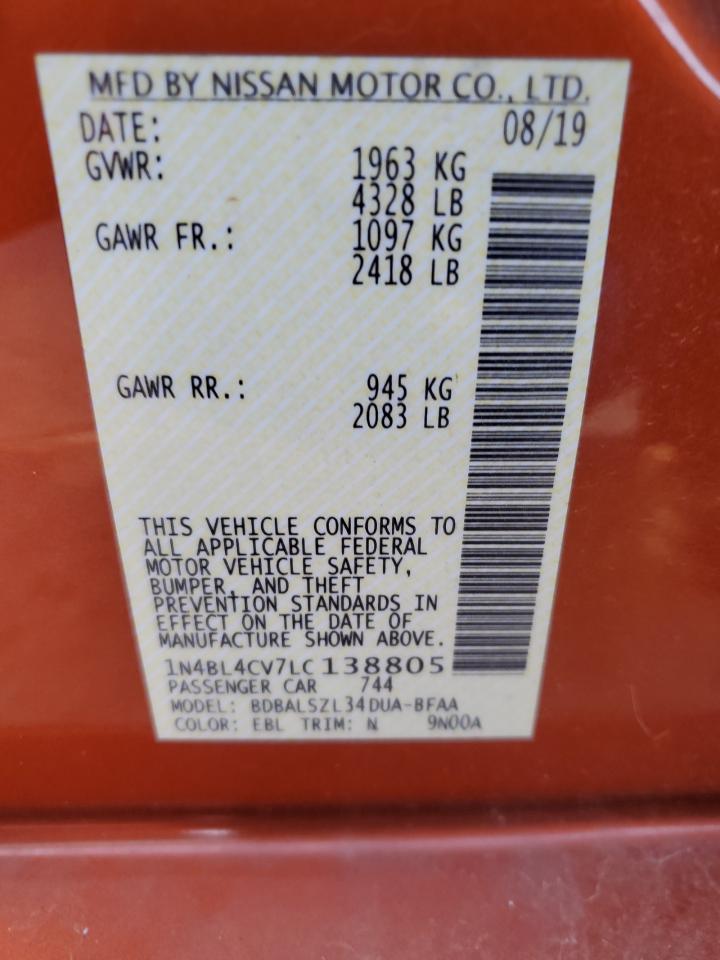 MFD BY NISSAN MOTOR CO., LTD.
DATE: 08/19
GVWR: 1963 KG
4328 LB
GAWR FR.: 1097 KG
2418 LB
GAWR RR.: 945 KG
2083 LB
THIS VEHICLE CONFORMS TO
ALL APPLICABLE FEDERAL
MOTOR VEHICLE SAFETY,
BUMPER, AND THEFT
PREVENTION STANDARDS IN
EFFECT ON THE DATE OF
MANUFACTURE SHOWN ABOVE.
1N4BL4CV7LC138805
PASSENGER CAR 744
MODEL: BDBALSZL34DUA-BFAA
COLOR: EBL TRIM: N 9N00A